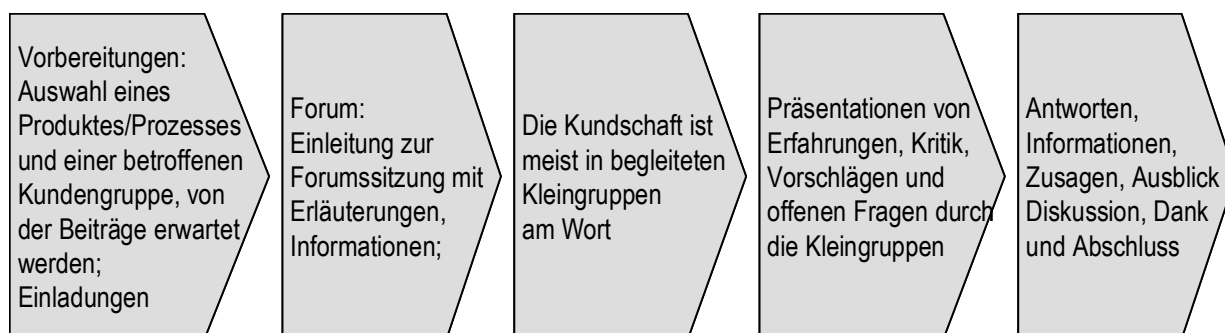 Vorbereitungen:
Auswahl eines
Produktes/Prozesses
und einer betroffenen
Kundengruppe, von
der Beiträge erwartet
werden;
Einladungen
Forum:
Einleitung zur
Forumssitzung mit
Erläuterungen,
Informationen;
Die Kundschaft ist
meist in begleiteten
Kleingruppen
am Wort
Präsentationen von
Erfahrungen, Kritik,
Vorschlägen und
offenen Fragen durch
die Kleingruppen
Antworten,
Informationen,
Zusagen, Ausblick
Diskussion, Dank
und Abschluss